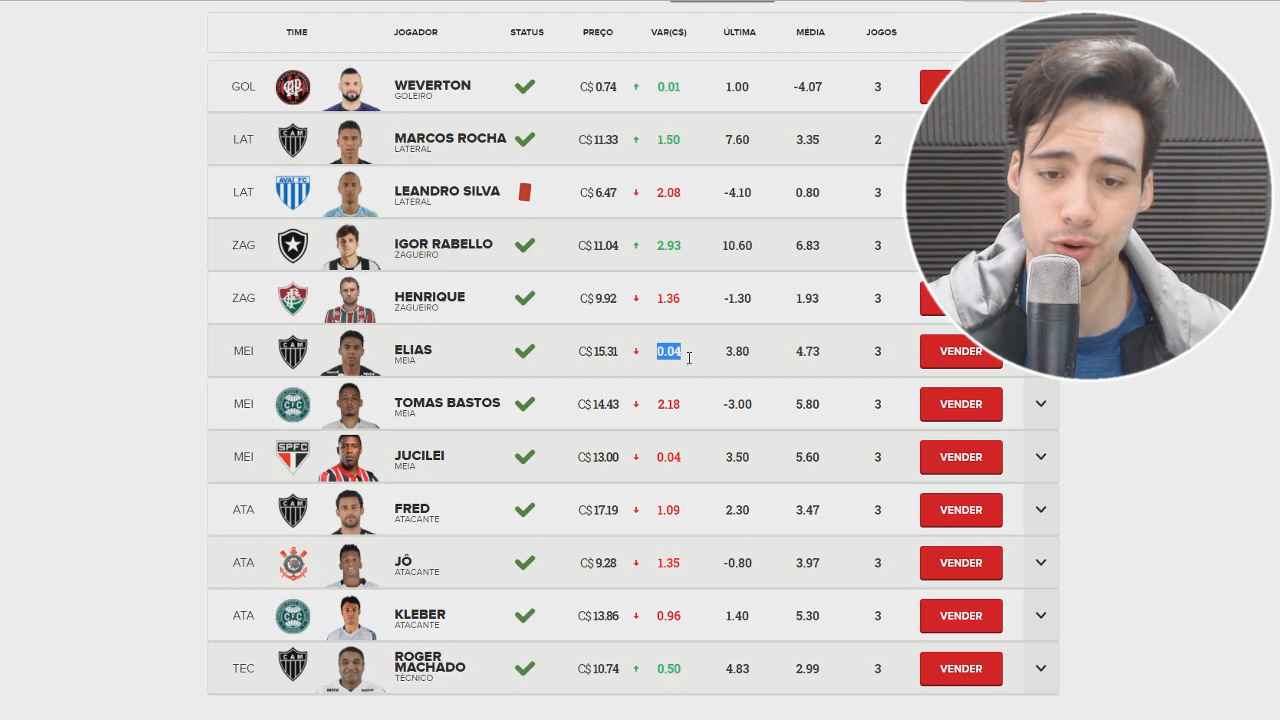 TIME JOGADOR STATUS PREÇO VAR(C$) ÚLTIMA MÉDIA JOGOS
GOL WEVERTON C$ 0.74 0.01 1.00 -4.07 3
GOLEIRO
LAT MARCOS ROCHA C$ 11.33 1.50 7.60 3.35 2
LATERAL
LAT LEANDRO SILVA C$ 6.47 2.08 -4.10 0.80 3
LATERAL
ZAG IGOR RABELLO C$ 11.04 2.93 10.60 6.83 3
ZAGUEIRO
ZAG HENRIQUE C$ 9.92 1.36 -1.30 1.93 3
ZAGUEIRO
MEI ELIAS C$ 15.31 0.04 3.80 4.73 3 VENDER
MEIA
MEI TOMAS BASTOS C$ 14.43 2.18 -3.00 5.80 3 VENDER
MEIA
MEI JUCILEI C$ 13.00 0.04 3.50 5.60 3 VENDER
MEIA
ATA FRED C$ 17.19 1.09 2.30 3.47 3 VENDER
ATACANTE
ATA JÔ C$ 9.28 1.35 -0.80 3.97 3 VENDER
ATACANTE
ATA KLEBER C$ 13.86 0.96 1.40 5.30 3 VENDER
ATACANTE
TEC ROGER MACHADO C$ 10.74 0.50 4.83 2.99 3 VENDER
TÉCNICO